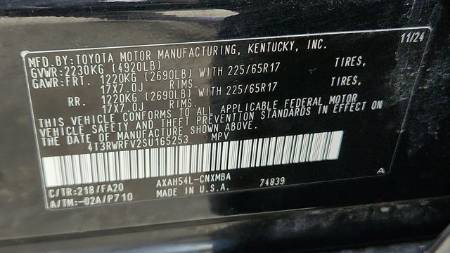 MFD. BY: TOYOTA MOTOR MANUFACTURING, KENTUCKY, INC. 11/24
GVWR: 2230KG (4920LB)
GAWR: FRT. 1220KG (2690LB) WITH 225/65R17 TIRES,
17X7.0J RIMS,
RR. 1220KG (2690LB) WITH 225/65R17 TIRES,
17X7.0J RIMS,
THIS VEHICLE CONFORMS TO ALL APPLICABLE FEDERAL MOTOR
VEHICLE SAFETY AND THEFT PREVENTION STANDARDS IN EFFECT ON
THE DATE OF MANUFACTURE SHOWN ABOVE.
4T3RWRFV2SU165253 MPV
C/TR:218/FA20 AXAH54L-CNXMBA
A/TM:-02A/P710 MADE IN U.S.A. 74839